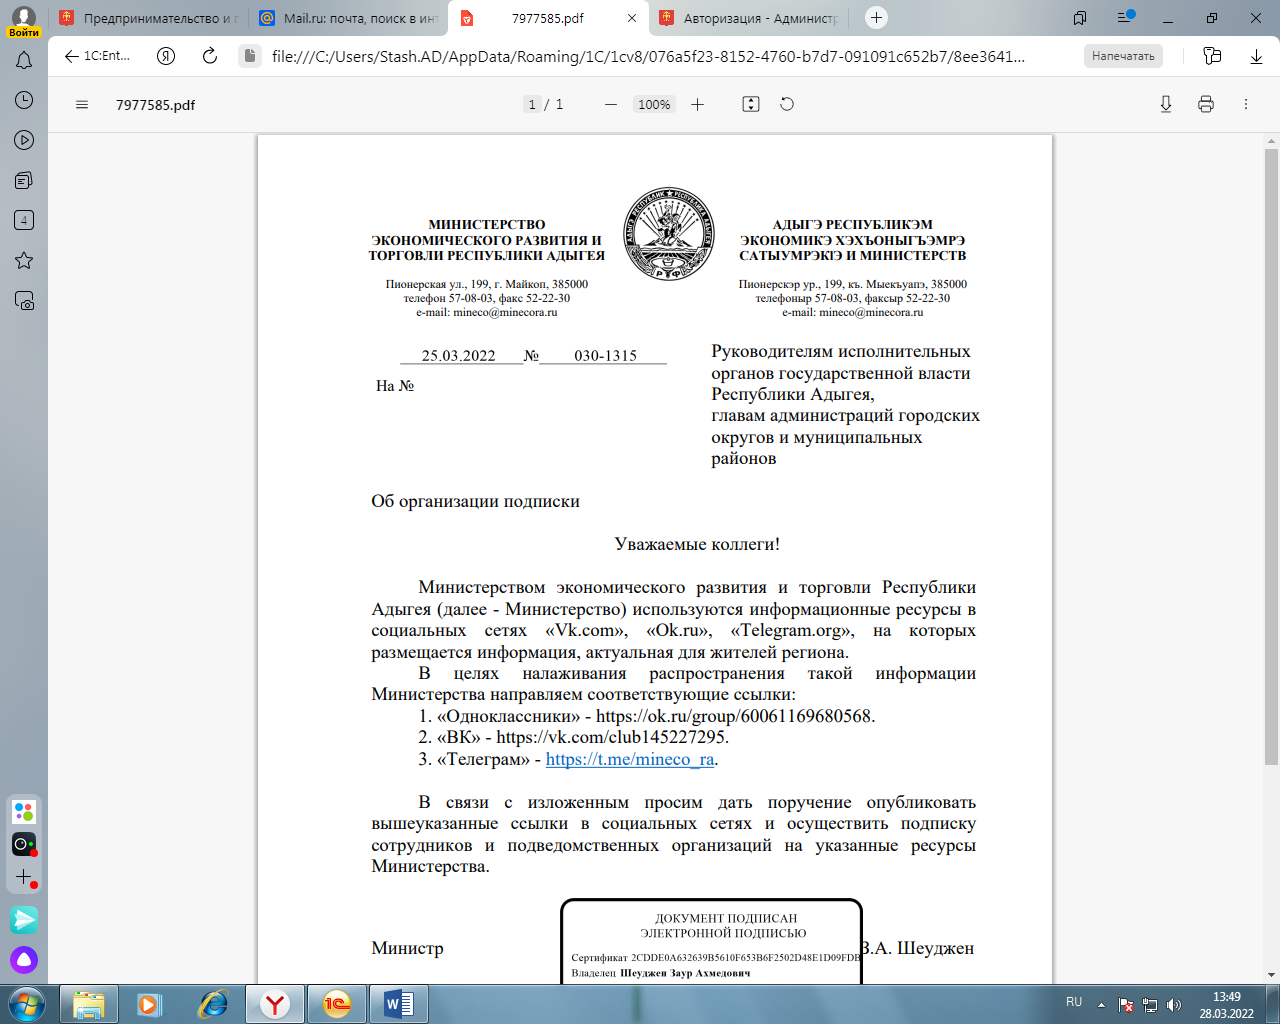 Предпринимательство и п
Mail.ru: почта, поиск в инт
7977585.pdf
Авторизация - Администр
Войти
1C:Ent...
file:///C:/Users/Stash.AD/AppData/Roaming/1C/1cv8/076a5f23-8152-4760-b7d7-091091c652b7/8ee3641...
Напечатать
7977585.pdf
1 / 1
100%
4
МИНИСТЕРСТВО
ЭКОНОМИЧЕСКОГО РАЗВИТИЯ И
ТОРГОВЛИ РЕСПУБЛИКИ АДЫГЕЯ
Пионерская ул., 199, г. Майкоп, 385000
телефон 57-08-03, факс 52-22-30
e-mail: mineco@minecora.ru
АДЫГЭ РЕСПУБЛИКЭМ
ЭКОНОМИКЭ ХЭХЪОНЫГЪЭМРЭ
САТЫУМРЭКIЭ И МИНИСТЕРСТВ
Пионерскэр ур., 199, къ. Мыекъуапэ, 385000
телефоныр 57-08-03, факсыр 52-22-30
e-mail: mineco@minecora.ru
25.03.2022 № 030-1315
На №
Руководителям исполнительных
органов государственной власти
Республики Адыгея,
главам администраций городских
округов и муниципальных
районов
Об организации подписки
Уважаемые коллеги!
Министерством экономического развития и торговли Республики
Адыгея (далее - Министерство) используются информационные ресурсы в
социальных сетях «Vk.com», «Ok.ru», «Telegram.org», на которых
размещается информация, актуальная для жителей региона.
В целях налаживания распространения такой информации
Министерства направляем соответствующие ссылки:
1. «Одноклассники» - https://ok.ru/group/60061169680568.
2. «ВК» - https://vk.com/club145227295.
3. «Телеграм» - https://t.me/mineco_ra.
В связи с изложенным просим дать поручение опубликовать
вышеуказанные ссылки в социальных сетях и осуществить подписку
сотрудников и подведомственных организаций на указанные ресурсы
Министерства.
ДОКУМЕНТ ПОДПИСАН
ЭЛЕКТРОННОЙ ПОДПИСЬЮ
Министр
З.А. Шеуджен
Сертификат 2CDDE0A632639B5610F653B6F2502D48E1D09FDB
Владелец Шеуджен Заур Ахмедович
RU
13:49
28.03.2022